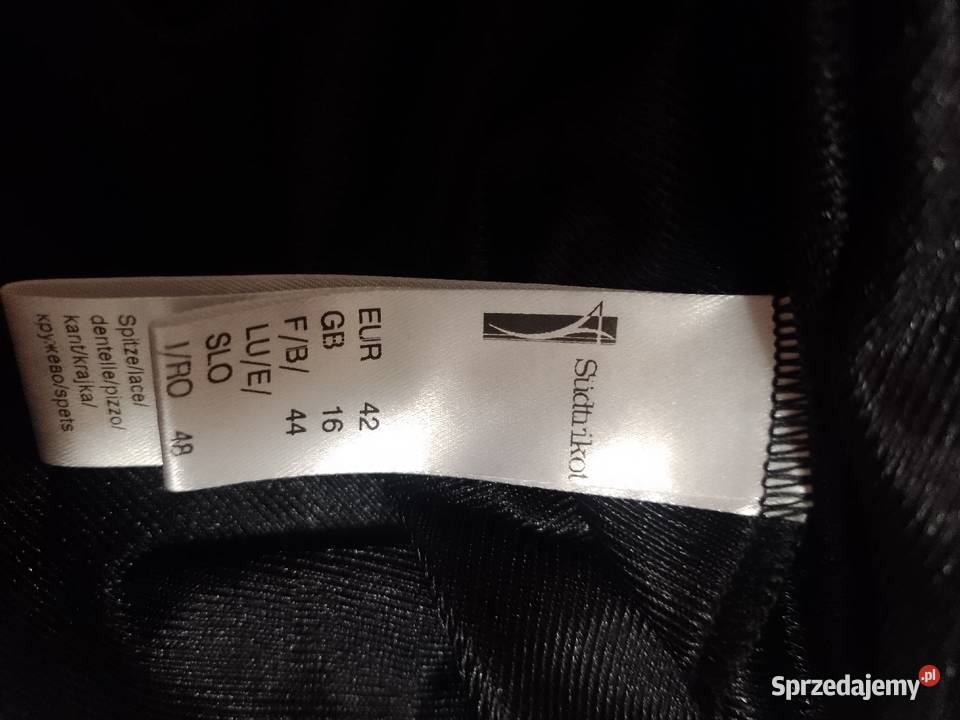 Südtrikot
EUR 42
GB 16
F/B/ 44
LU/E/
SLO
I/RO 48
Spitze/lace/
dentelle/pizzo/
kant/krajka/
кружево/spets
Sprzedajemy.pl